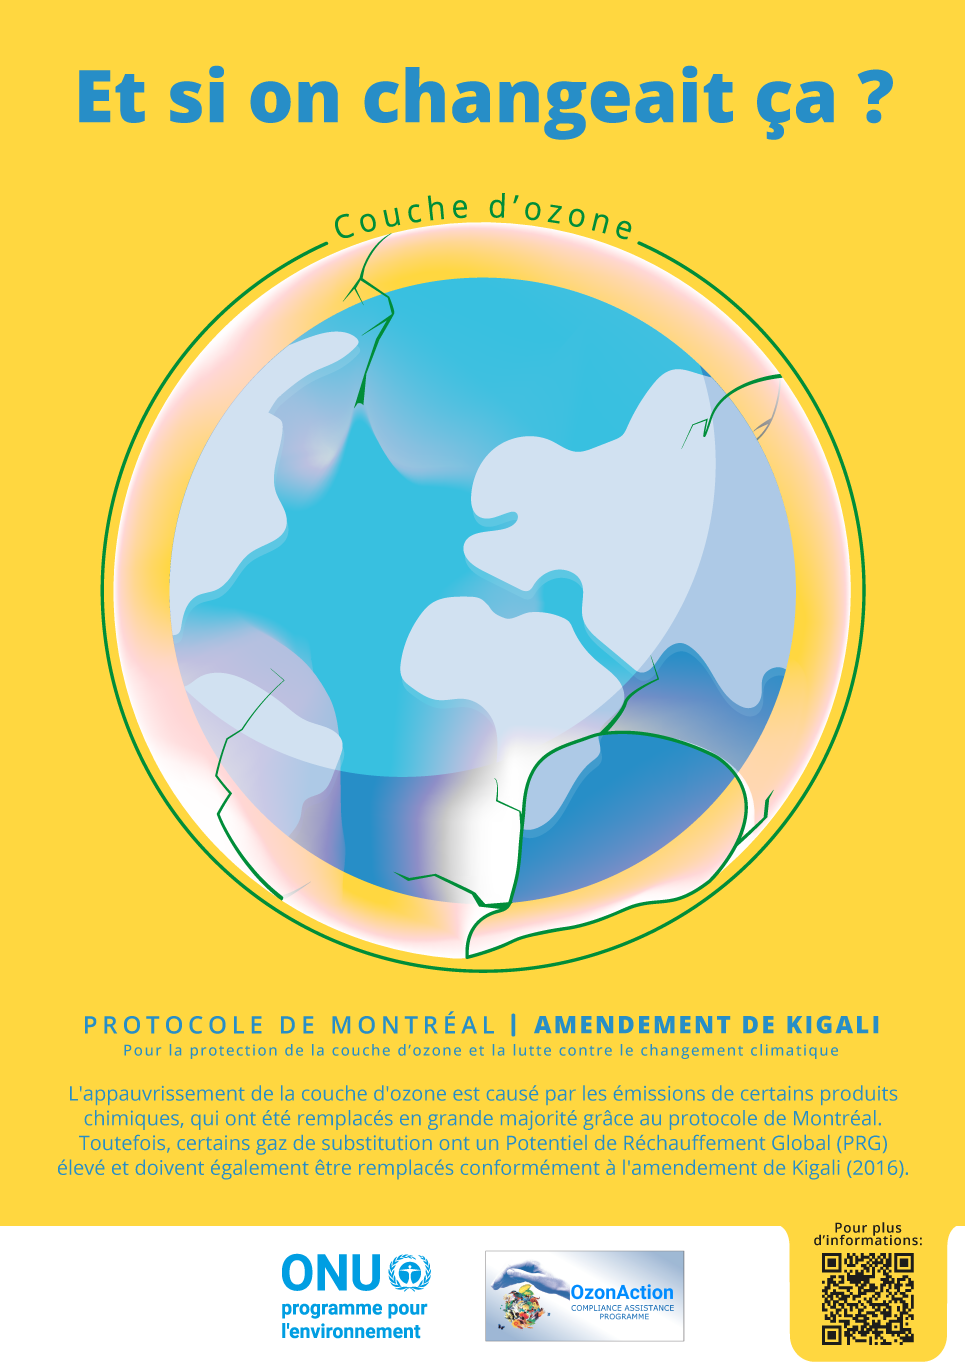 Et si on changeait ça ?
Couche d'ozone
PROTOCOLE DE MONTRÉAL | AMENDEMENT DE KIGALI
Pour la protection de la couche d'ozone et la lutte contre le changement climatique
L'appauvrissement de la couche d'ozone est causé par les émissions de certains produits
chimiques, qui ont été remplacés en grande majorité grâce au protocole de Montréal.
Toutefois, certains gaz de substitution ont un Potentiel de Réchauffement Global (PRG)
élevé et doivent également être remplacés conformément à l'amendement de Kigali (2016).
Pour plus
d'informations:
ONU
programme pour
l'environnement
OzonAction
COMPLIANCE ASSISTANCE
PROGRAMME